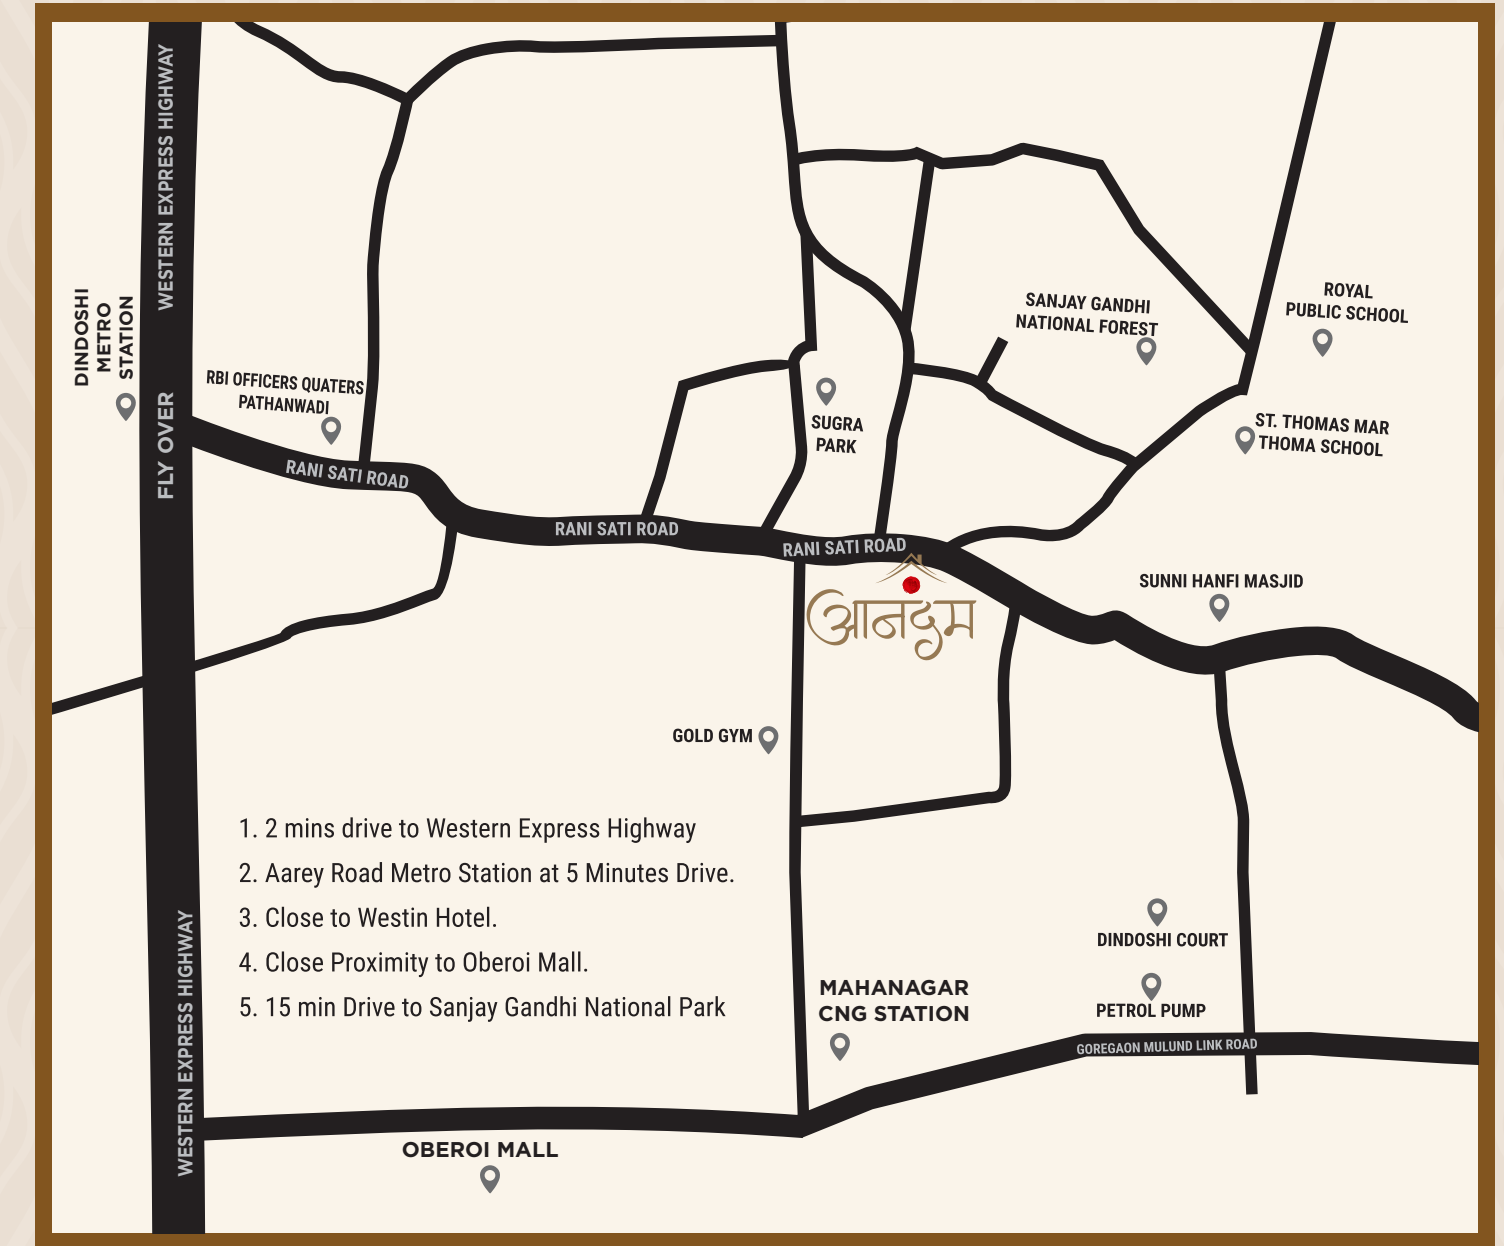 WESTERN EXPRESS HIGHWAY
DINDOSHI
METRO
STATION
FLY OVER
RBI OFFICERS QUATERS
PATHANWADI
RANI SATI ROAD
RANI SATI ROAD
RANI SATI ROAD
SANJAY GANDHI
NATIONAL FOREST
ROYAL
PUBLIC SCHOOL
SUGRA
PARK
ST. THOMAS MAR
THOMA SCHOOL
आनंदम
SUNNI HANFI MASJID
GOLD GYM
1. 2 mins drive to Western Express Highway
2. Aarey Road Metro Station at 5 Minutes Drive.
3. Close to Westin Hotel.
4. Close Proximity to Oberoi Mall.
5. 15 min Drive to Sanjay Gandhi National Park
WESTERN EXPRESS HIGHWAY
MAHANAGAR
CNG STATION
DINDOSHI COURT
PETROL PUMP
GOREGAON MULUND LINK ROAD
OBEROI MALL